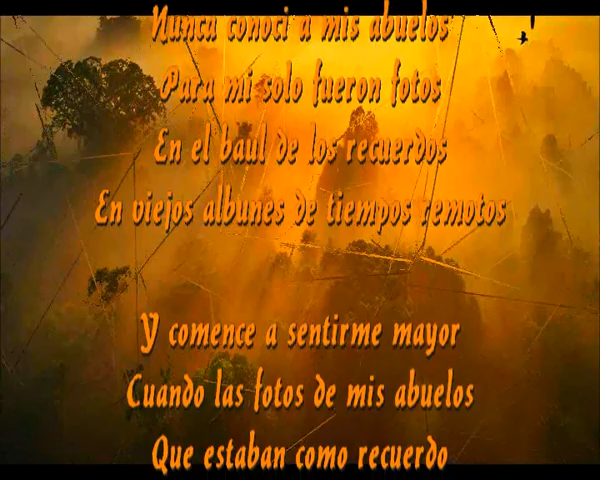 Nunca conoci a mis abuelos
Para mi solo fueron fotos
En el baul de los recuerdos
En viejos albunes de tiempos remotos
Y comence a sentirme mayor
Cuando las fotos de mis abuelos
Que estaban como recuerdo